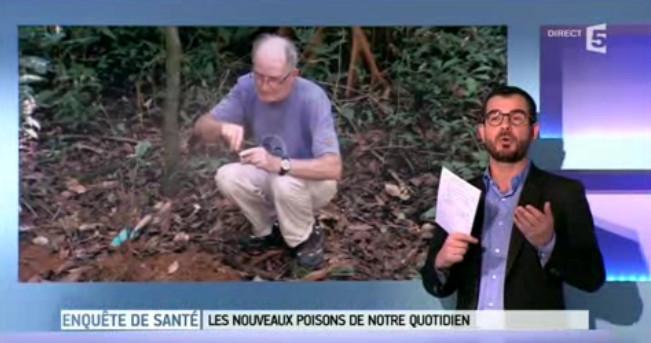 DIRECT 5
ENQUÊTE DE SANTÉ LES NOUVEAUX POISONS DE NOTRE QUOTIDIEN